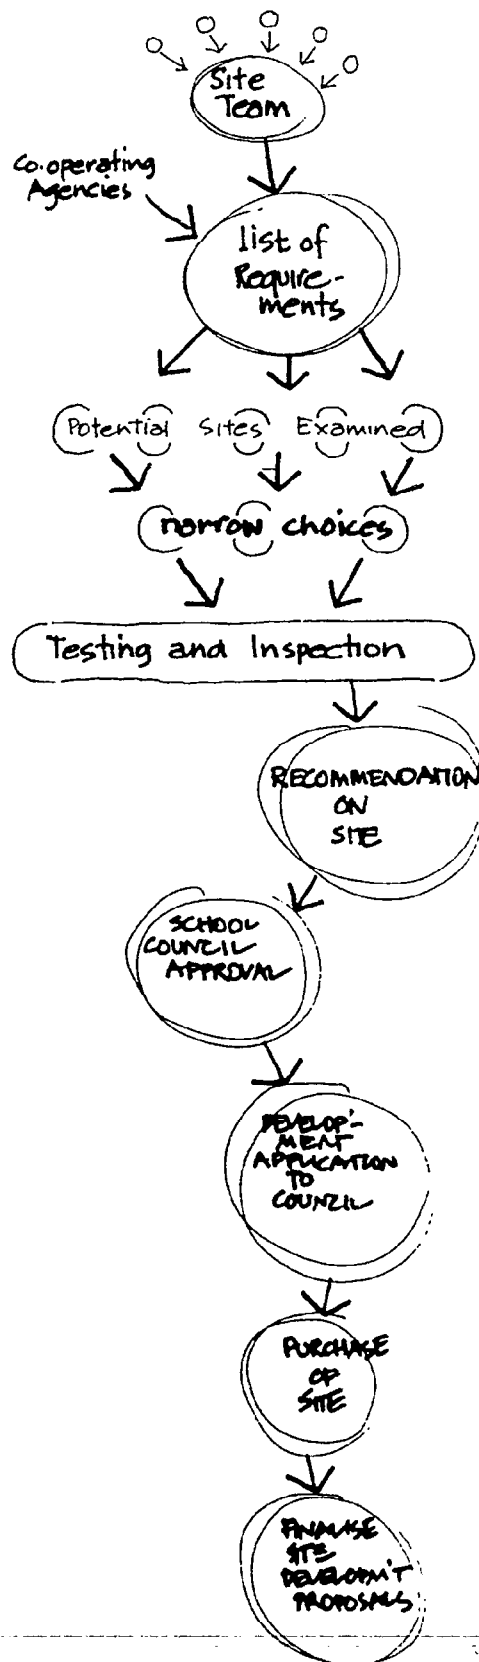 Site
Team
Co-operating
Agencies
list of
Require-
ments
Potential Sites Examined
narrow choices
Testing and Inspection
RECOMMENDATION
ON
SITE
SCHOOL
COUNCIL
APPROVAL
DEVELOP-
MENT
APPLICATION
TO
COUNCIL
PURCHASE
OF
SITE
FINALISE
SITE
DEVELOPM'T
PROPOSALS